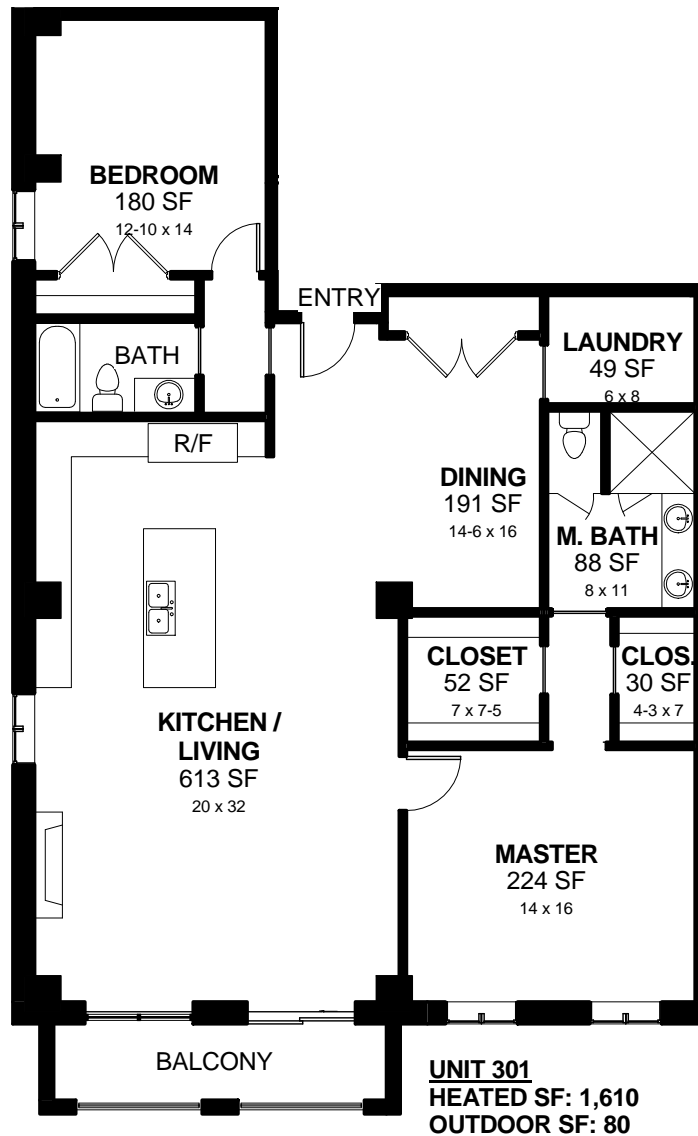 BEDROOM
180 SF
12-10 x 14
ENTRY
BATH
LAUNDRY
49 SF
6 x 8
R/F
DINING
191 SF
14-6 x 16
M. BATH
88 SF
8 x 11
CLOSET
52 SF
7 x 7-5
CLOS.
30 SF
4-3 x 7
KITCHEN /
LIVING
613 SF
20 x 32
MASTER
224 SF
14 x 16
BALCONY
UNIT 301
HEATED SF: 1,610
OUTDOOR SF: 80